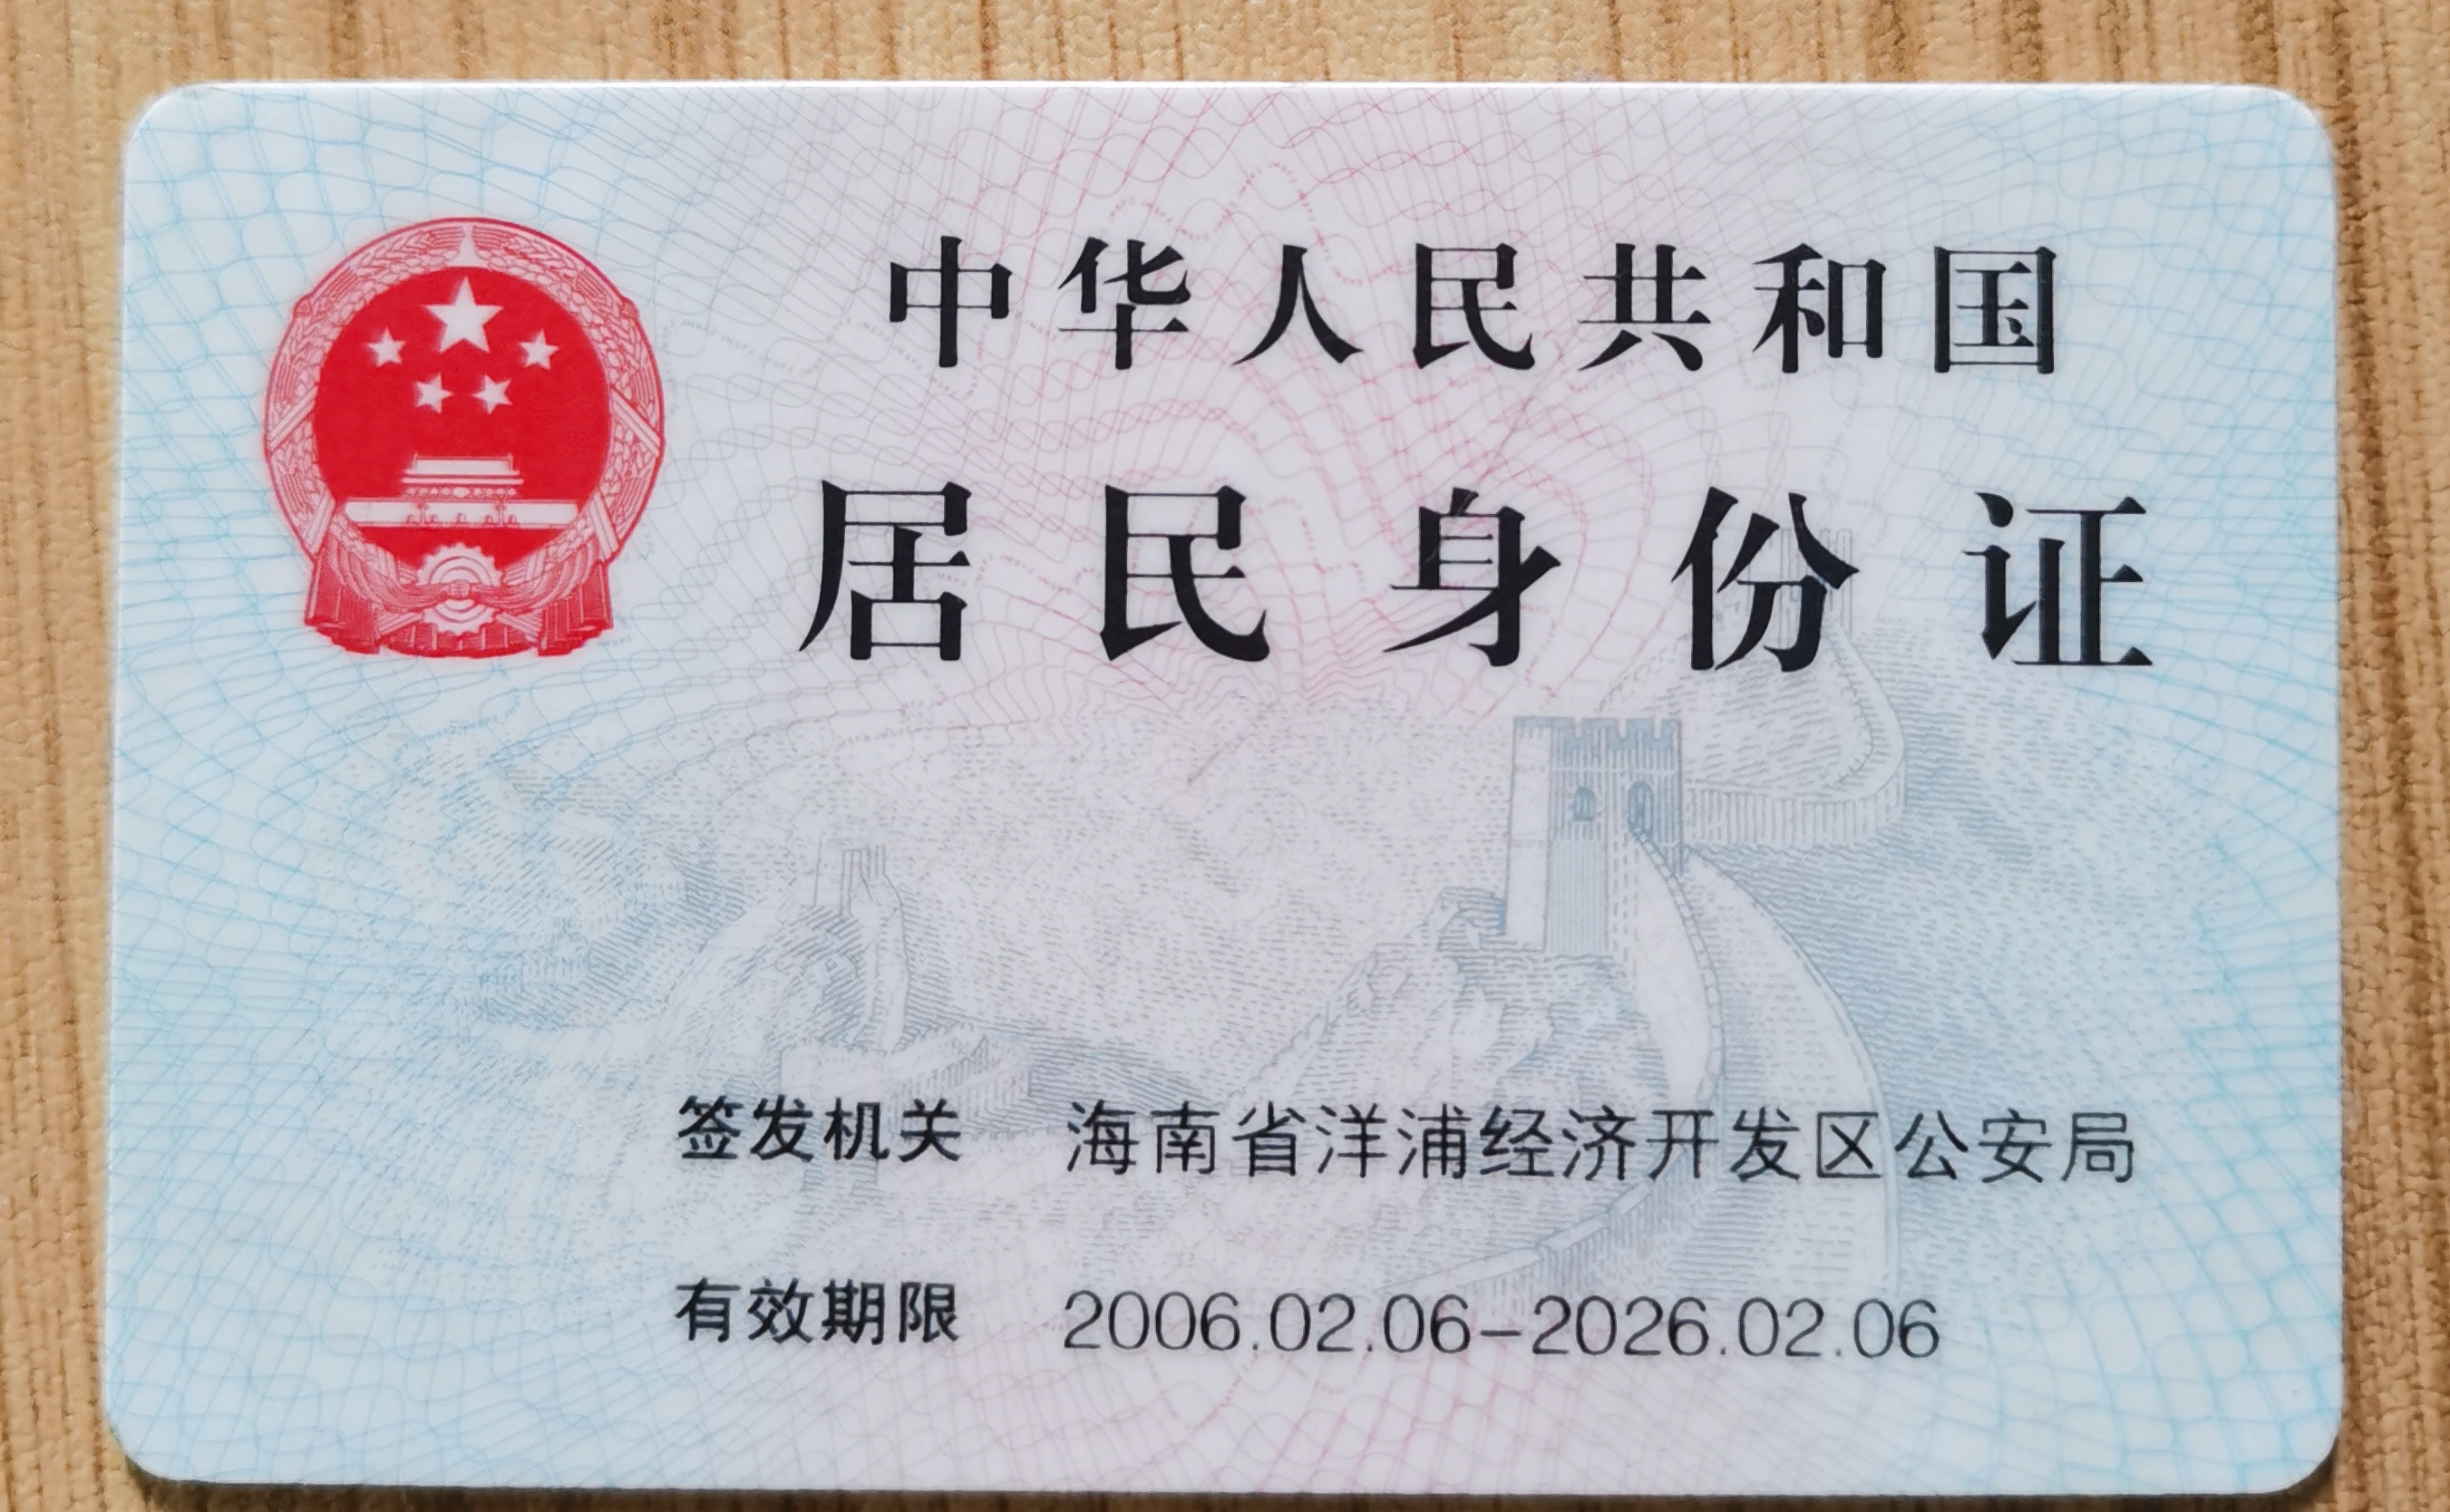 中华人民共和国
居民身份证
签发机关 海南省洋浦经济开发区公安局
有效期限 2006.02.06-2026.02.06